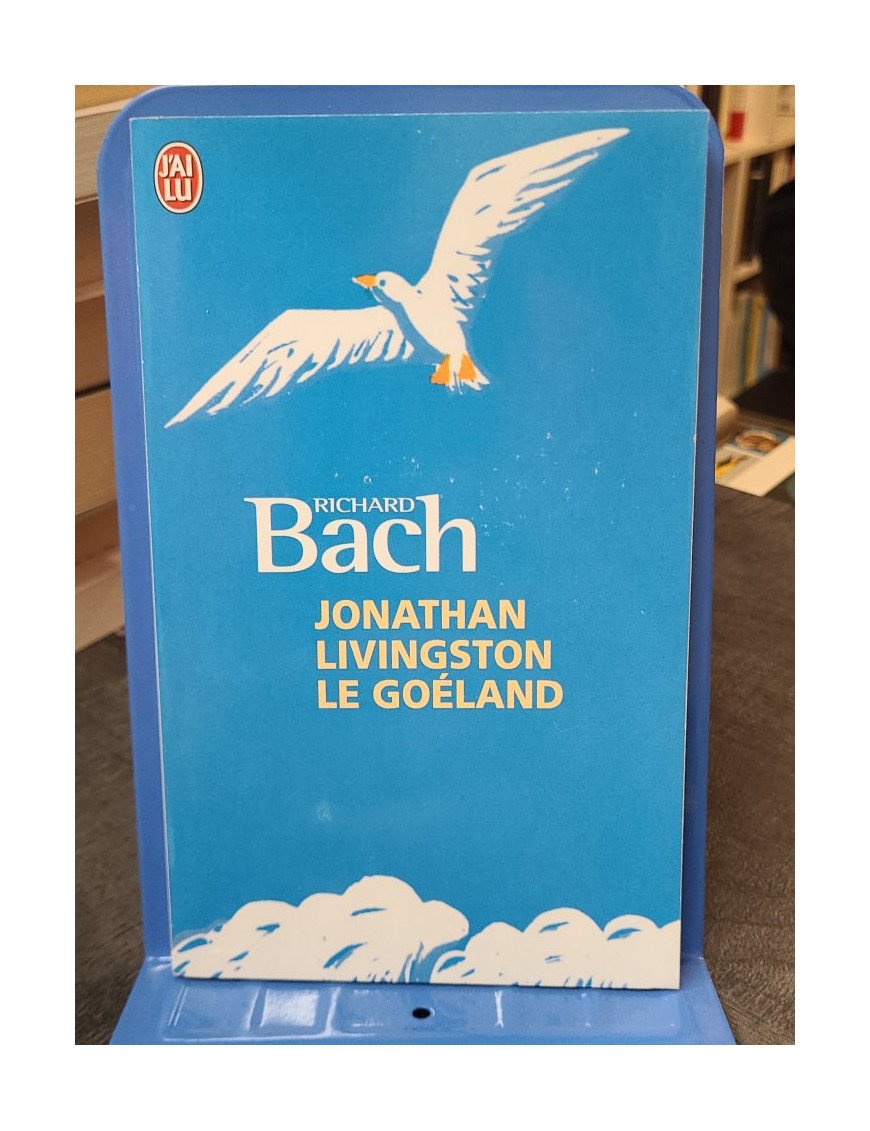 J'AI
LU
RICHARD
Bach
JONATHAN
LIVINGSTON
LE GOÉLAND